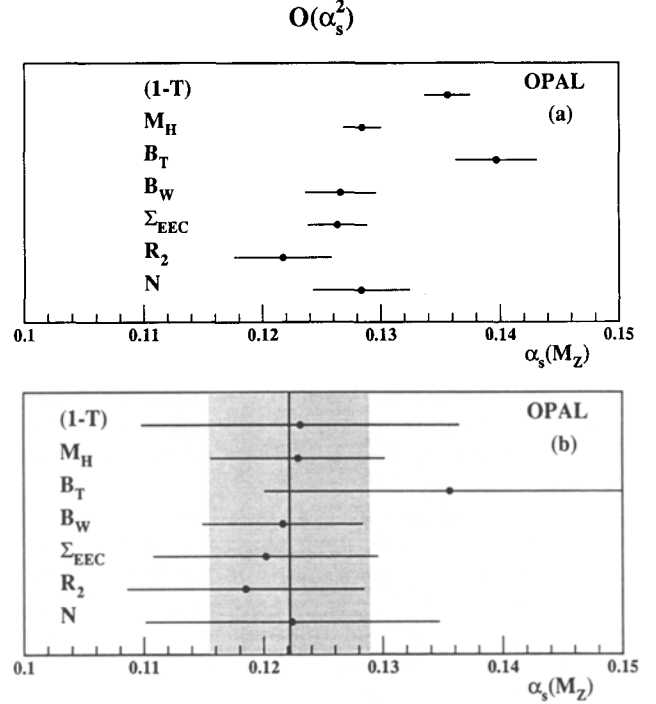 O(α_s^2)
(1-T) OPAL
(a)
M_H
B_T
B_W
Σ_EEC
R_2
N
0.1 0.11 0.12 0.13 0.14 0.15
α_s(M_Z)
(1-T) OPAL
(b)
M_H
B_T
B_W
Σ_EEC
R_2
N
0.1 0.11 0.12 0.13 0.14 0.15
α_s(M_Z)